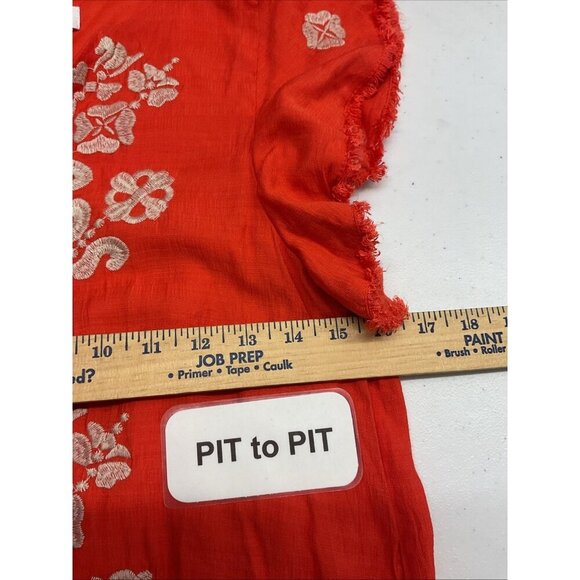 10 11 12 13 14 15 16 17 18
JOB PREP
PAINT
• Primer • Tape • Caulk
• Brush • Roller
ed?
PIT to PIT